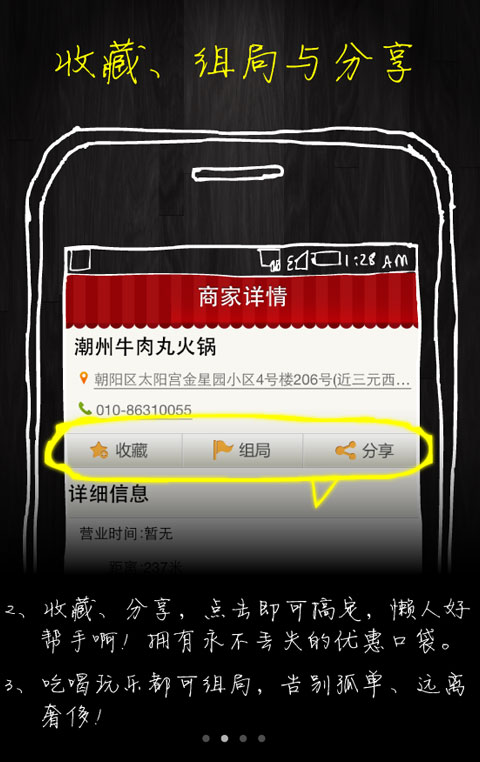 收藏、组局与分享
1:28 AM
商家详情
潮州牛肉丸火锅
朝阳区太阳宫金星园小区4号楼206号(近三元西…
010-86310055
收藏 组局 分享
详细信息
营业时间:暂无
距离:237米
2、收藏、分享，点击即可搞定，懒人好
帮手啊！拥有永不丢失的优惠口袋。
3、吃喝玩乐都可组局，告别孤单、远离
奢侈！